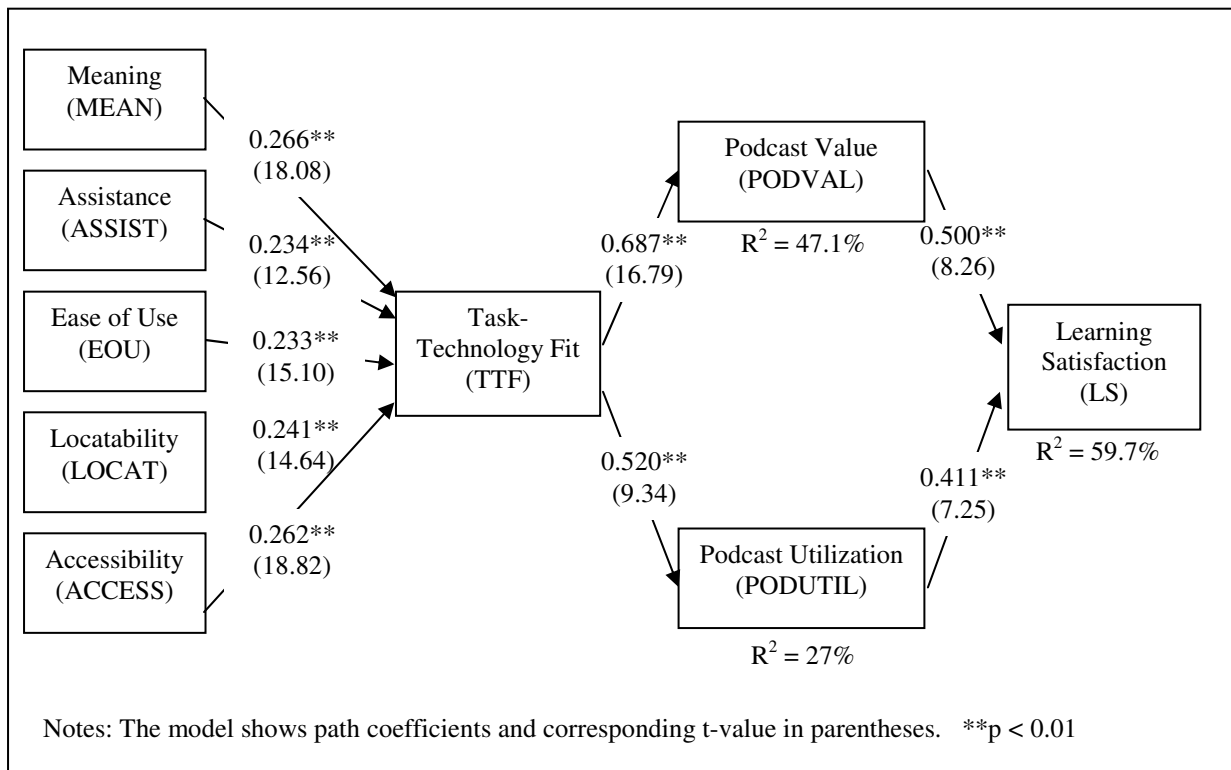 Meaning
(MEAN)
Assistance
(ASSIST)
Ease of Use
(EOU)
Locatability
(LOCAT)
Accessibility
(ACCESS)
0.266**
(18.08)
0.234**
(12.56)
0.233**
(15.10)
0.241**
(14.64)
0.262**
(18.82)
Task-
Technology Fit
(TTF)
0.687**
(16.79)
0.520**
(9.34)
Podcast Value
(PODVAL)
R² = 47.1%
Podcast Utilization
(PODUTIL)
R² = 27%
0.500**
(8.26)
0.411**
(7.25)
Learning
Satisfaction
(LS)
R² = 59.7%
Notes: The model shows path coefficients and corresponding t-value in parentheses. **p < 0.01